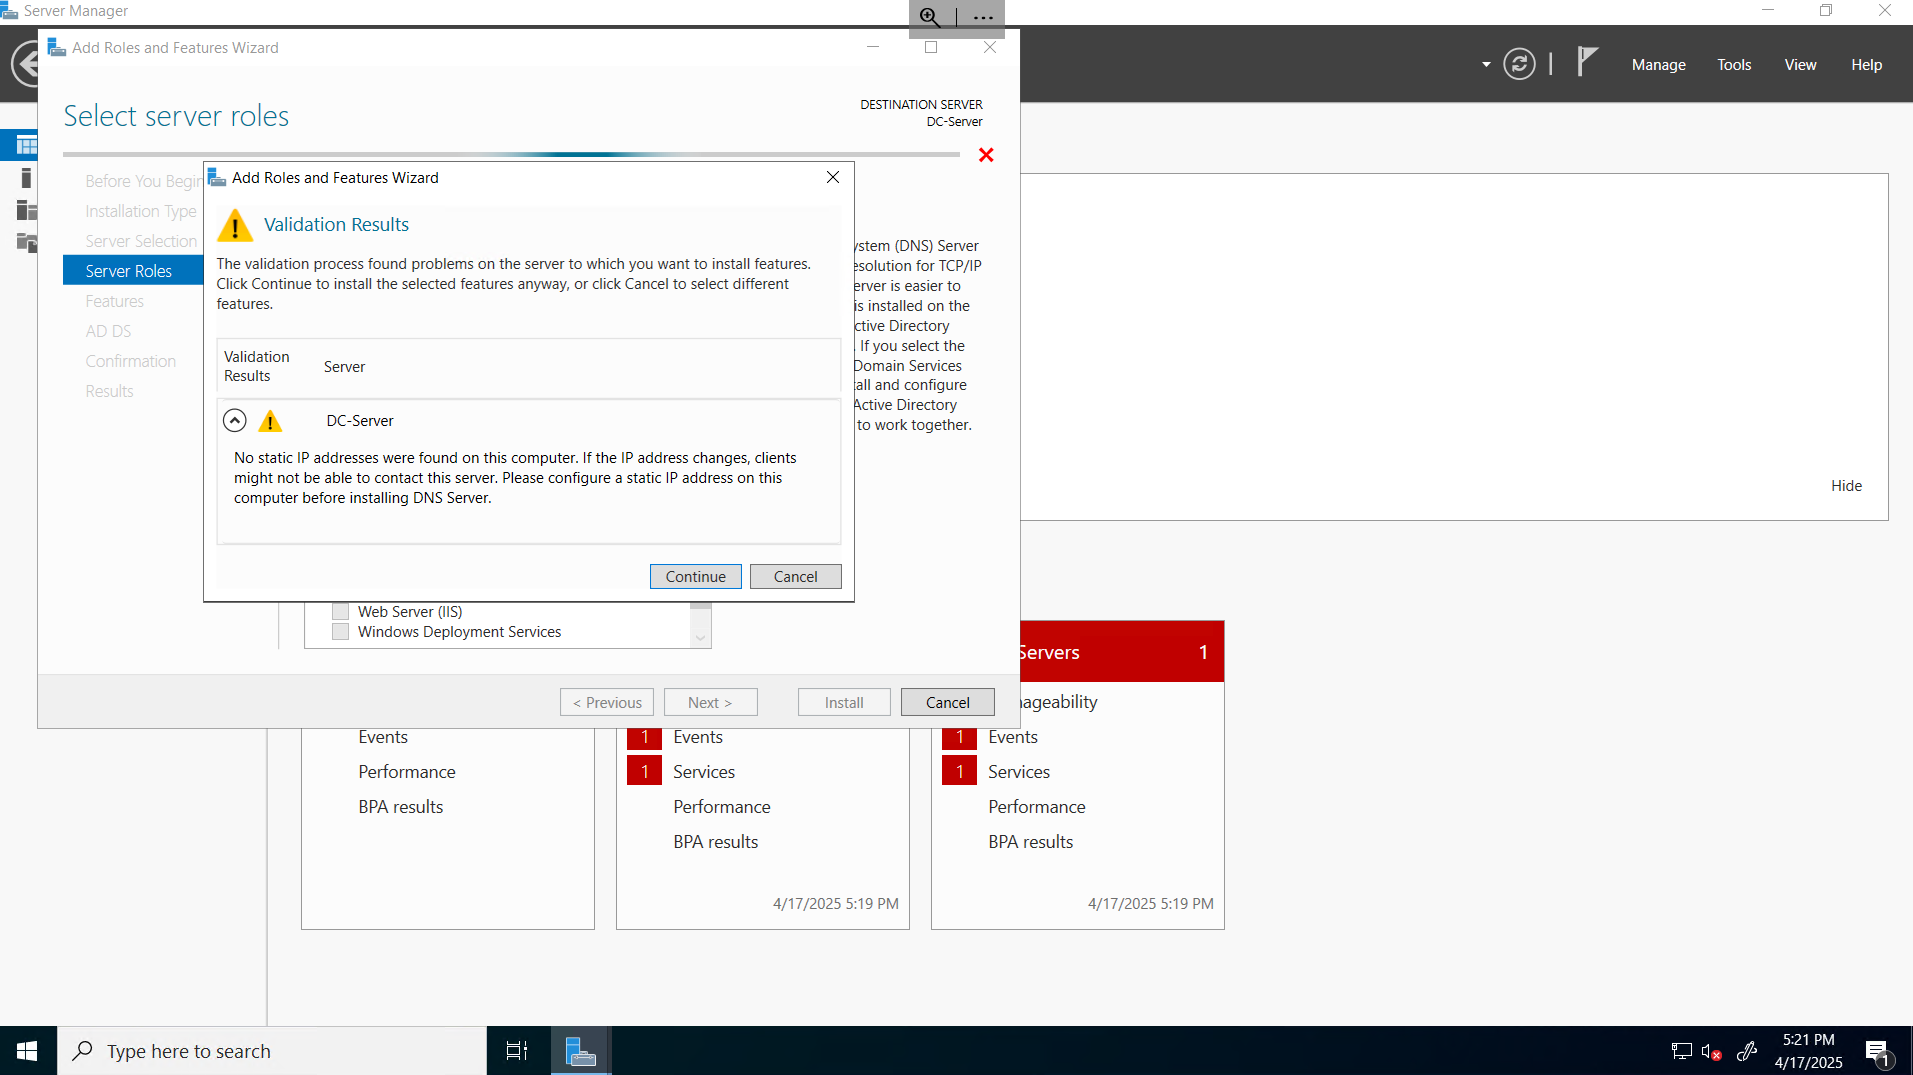 Server Manager
Add Roles and Features Wizard
Manage
Tools
View
Help
Select server roles
DESTINATION SERVER
DC-Server
Before You Begin
Installation Type
Server Selection
Server Roles
Features
AD DS
Confirmation
Results
Add Roles and Features Wizard
Validation Results
The validation process found problems on the server to which you want to install features.
Click Continue to install the selected features anyway, or click Cancel to select different
features.
Validation
Results
Server
DC-Server
No static IP addresses were found on this computer. If the IP address changes, clients
might not be able to contact this server. Please configure a static IP address on this
computer before installing DNS Server.
Continue
Cancel
ystem (DNS) Server
esolution for TCP/IP
erver is easier to
is installed on the
ctive Directory
. If you select the
Domain Services
tall and configure
Active Directory
to work together.
Web Server (IIS)
Windows Deployment Services
< Previous
Next >
Install
Cancel
Hide
Servers
1
nageability
Events
Performance
BPA results
1 Events
1 Services
Performance
BPA results
4/17/2025 5:19 PM
1 Events
1 Services
Performance
BPA results
4/17/2025 5:19 PM
Type here to search
5:21 PM
4/17/2025
1